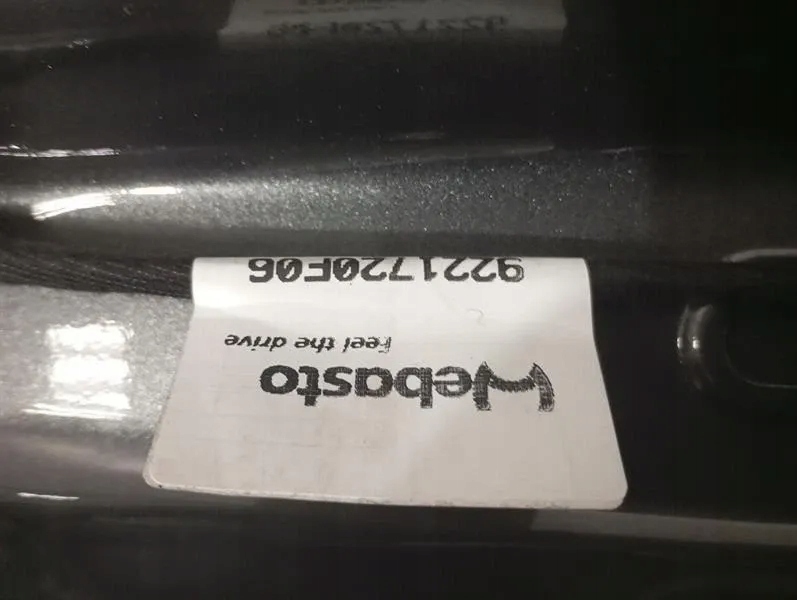 Webasto
Feel the drive
9221720F06